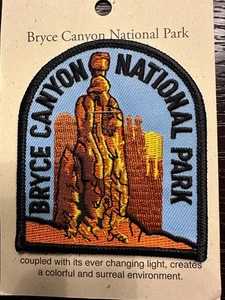 Bryce Canyon National Park
BRYCE CANYON NATIONAL PARK
coupled with its ever changing light, creates
a colorful and surreal environment.